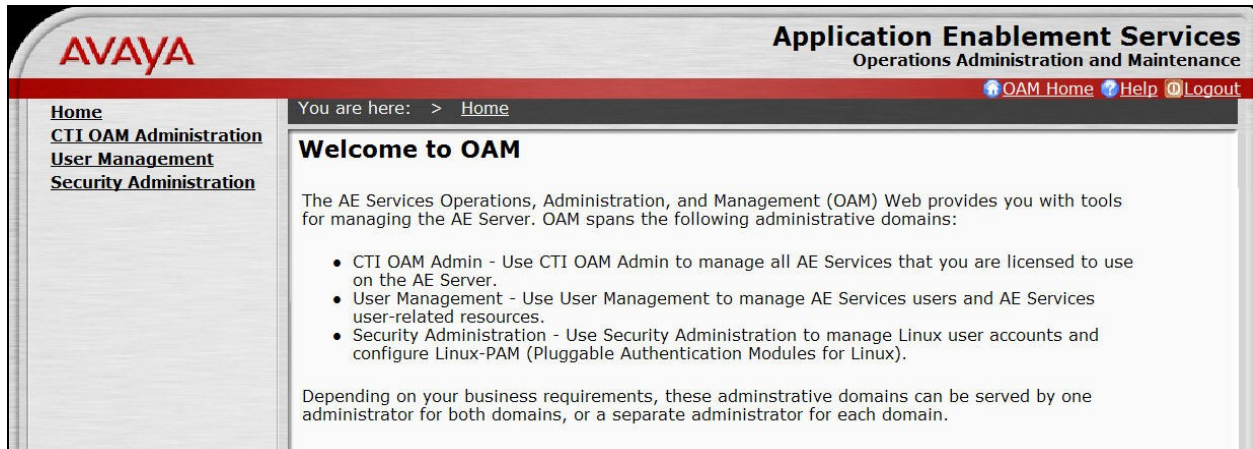 AVAYA
Application Enablement Services
Operations Administration and Maintenance
OAM Home Help Logout
Home
CTI OAM Administration
User Management
Security Administration
You are here: > Home
Welcome to OAM
The AE Services Operations, Administration, and Management (OAM) Web provides you with tools
for managing the AE Server. OAM spans the following administrative domains:
• CTI OAM Admin - Use CTI OAM Admin to manage all AE Services that you are licensed to use
on the AE Server.
• User Management - Use User Management to manage AE Services users and AE Services
user-related resources.
• Security Administration - Use Security Administration to manage Linux user accounts and
configure Linux-PAM (Pluggable Authentication Modules for Linux).
Depending on your business requirements, these adminstrative domains can be served by one
administrator for both domains, or a separate administrator for each domain.